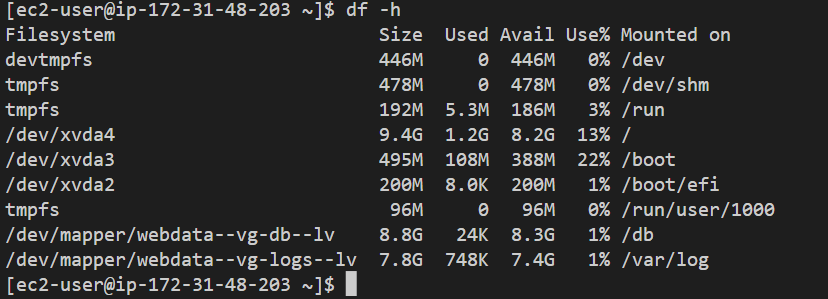 [ec2-user@ip-172-31-48-203 ~]$ df -h
Filesystem                         Size  Used Avail Use% Mounted on
devtmpfs                           446M     0  446M   0% /dev
tmpfs                              478M     0  478M   0% /dev/shm
tmpfs                              192M  5.3M  186M   3% /run
/dev/xvda4                         9.4G  1.2G  8.2G  13% /
/dev/xvda3                         495M  108M  388M  22% /boot
/dev/xvda2                         200M  8.0K  200M   1% /boot/efi
tmpfs                               96M     0   96M   0% /run/user/1000
/dev/mapper/webdata--vg-db--lv     8.8G   24K  8.3G   1% /db
/dev/mapper/webdata--vg-logs--lv   7.8G  748K  7.4G   1% /var/log
[ec2-user@ip-172-31-48-203 ~]$